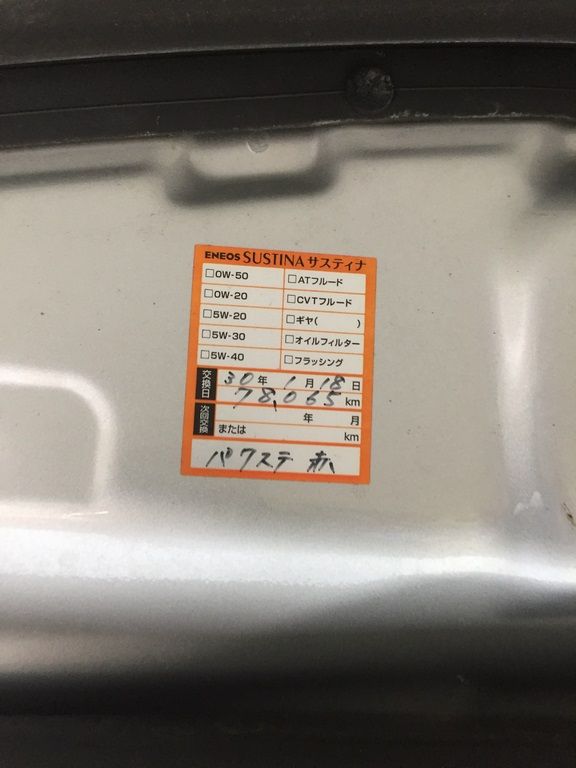 ENEOS SUSTINA サスティナ
□0W-50 □ATフルード
□0W-20 □CVTフルード
□5W-20 □ギヤ( )
□5W-30 □オイルフィルター
□5W-40 □フラッシング
交換日 30年 1月18日
78,065km
次回交換 年 月
または km
パワステ 赤